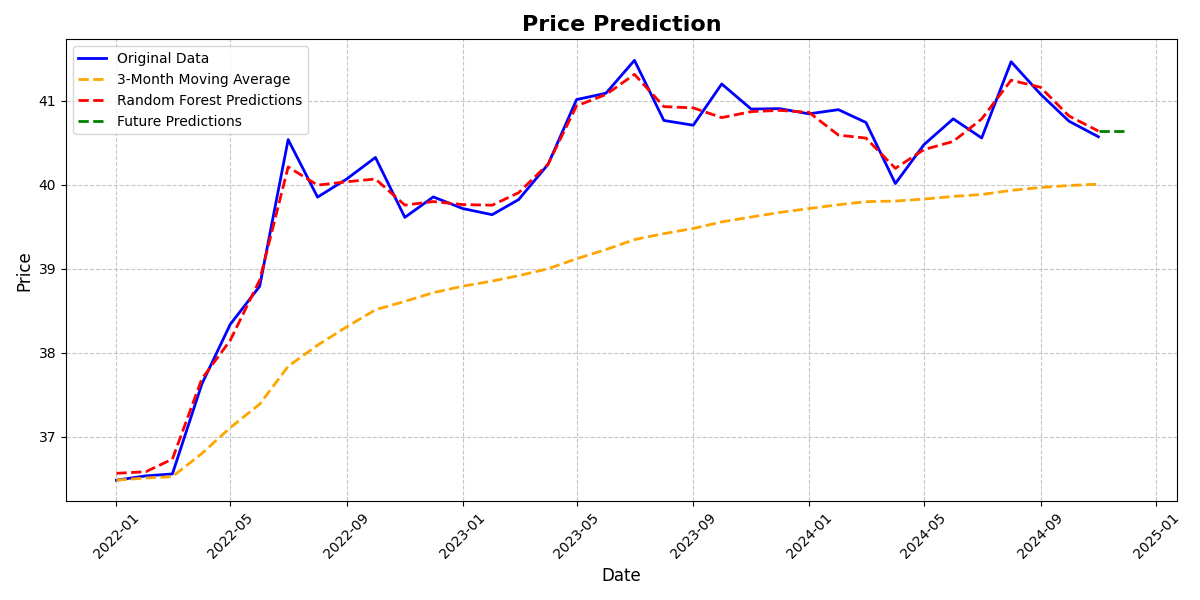 Price Prediction
Original Data
3-Month Moving Average
Random Forest Predictions
Future Predictions
Price
41
40
39
38
37
2022-01
2022-05
2022-09
2023-01
2023-05
2023-09
2024-01
2024-05
2024-09
2025-01
Date